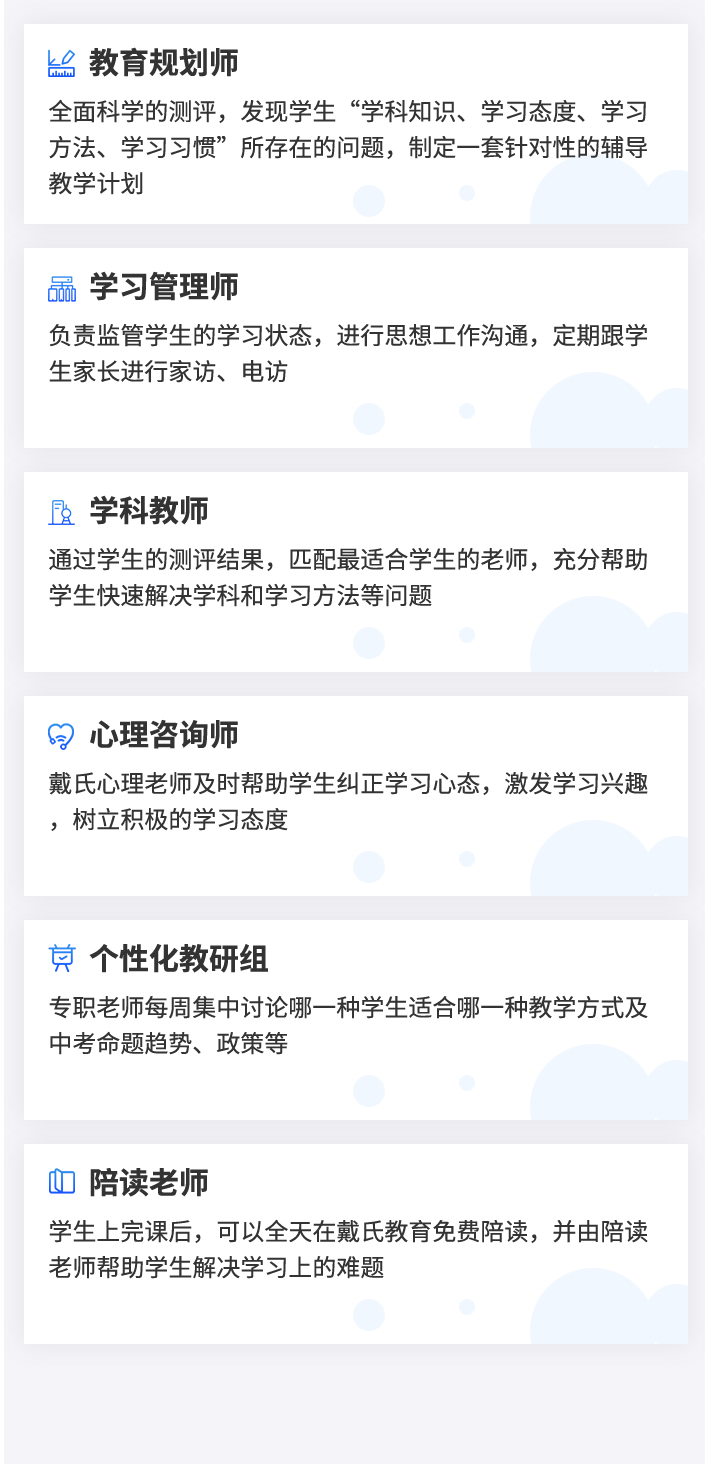 教育规划师
全面科学的测评，发现学生“学科知识、学习态度、学习
方法、学习习惯”所存在的问题，制定一套针对性的辅导
教学计划
学习管理师
负责监管学生的学习状态，进行思想工作沟通，定期跟学
生家长进行家访、电访
学科教师
通过学生的测评结果，匹配最适合学生的老师，充分帮助
学生快速解决学科和学习方法等问题
心理咨询师
戴氏心理老师及时帮助学生纠正学习心态，激发学习兴趣
，树立积极的学习态度
个性化教研组
专职老师每周集中讨论哪一种学生适合哪一种教学方式及
中考命题趋势、政策等
陪读老师
学生上完课后，可以全天在戴氏教育免费陪读，并由陪读
老师帮助学生解决学习上的难题